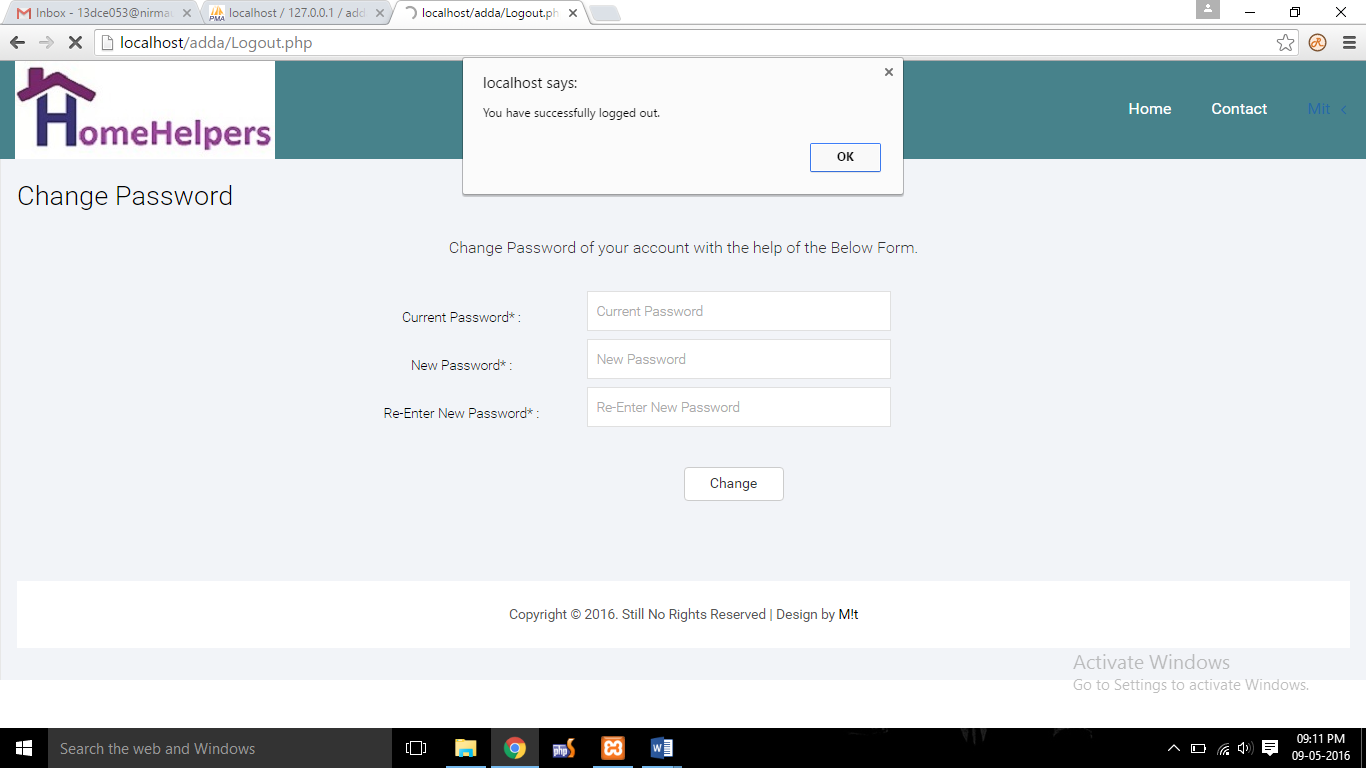 Inbox - 13dce053@nirmau
localhost / 127.0.0.1 / add
localhost/adda/Logout.ph
localhost/adda/Logout.php
HomeHelpers
Home
Contact
Mit
localhost says:
You have successfully logged out.
OK
Change Password
Change Password of your account with the help of the Below Form.
Current Password* :
Current Password
New Password* :
New Password
Re-Enter New Password* :
Re-Enter New Password
Change
Copyright © 2016. Still No Rights Reserved | Design by M!t
Activate Windows
Go to Settings to activate Windows.
Search the web and Windows
09:11 PM
09-05-2016